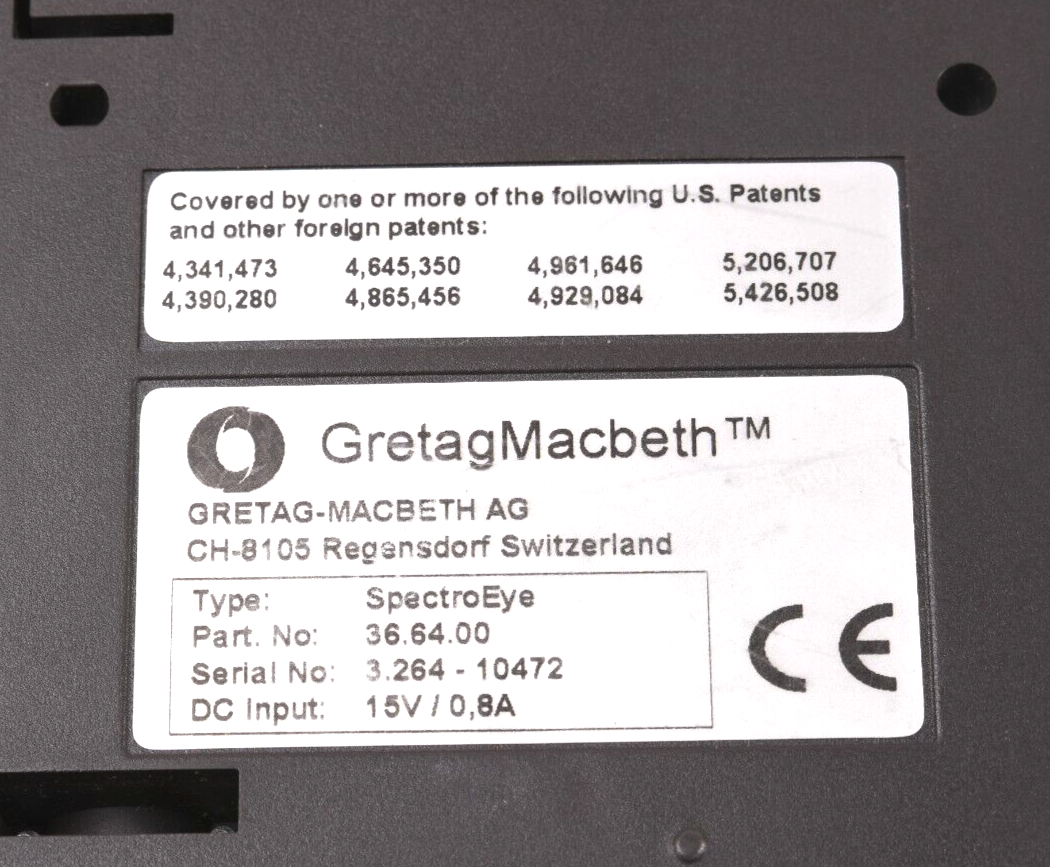 Covered by one or more of the following U.S. Patents
and other foreign patents:
4,341,473 4,645,350 4,961,646 5,206,707
4,390,280 4,865,456 4,929,084 5,426,508
GretagMacbeth™
GRETAG-MACBETH AG
CH-8105 Regensdorf Switzerland
Type: SpectroEye
Part. No: 36.64.00
Serial No: 3.264 - 10472
DC Input: 15V / 0,8A
CE